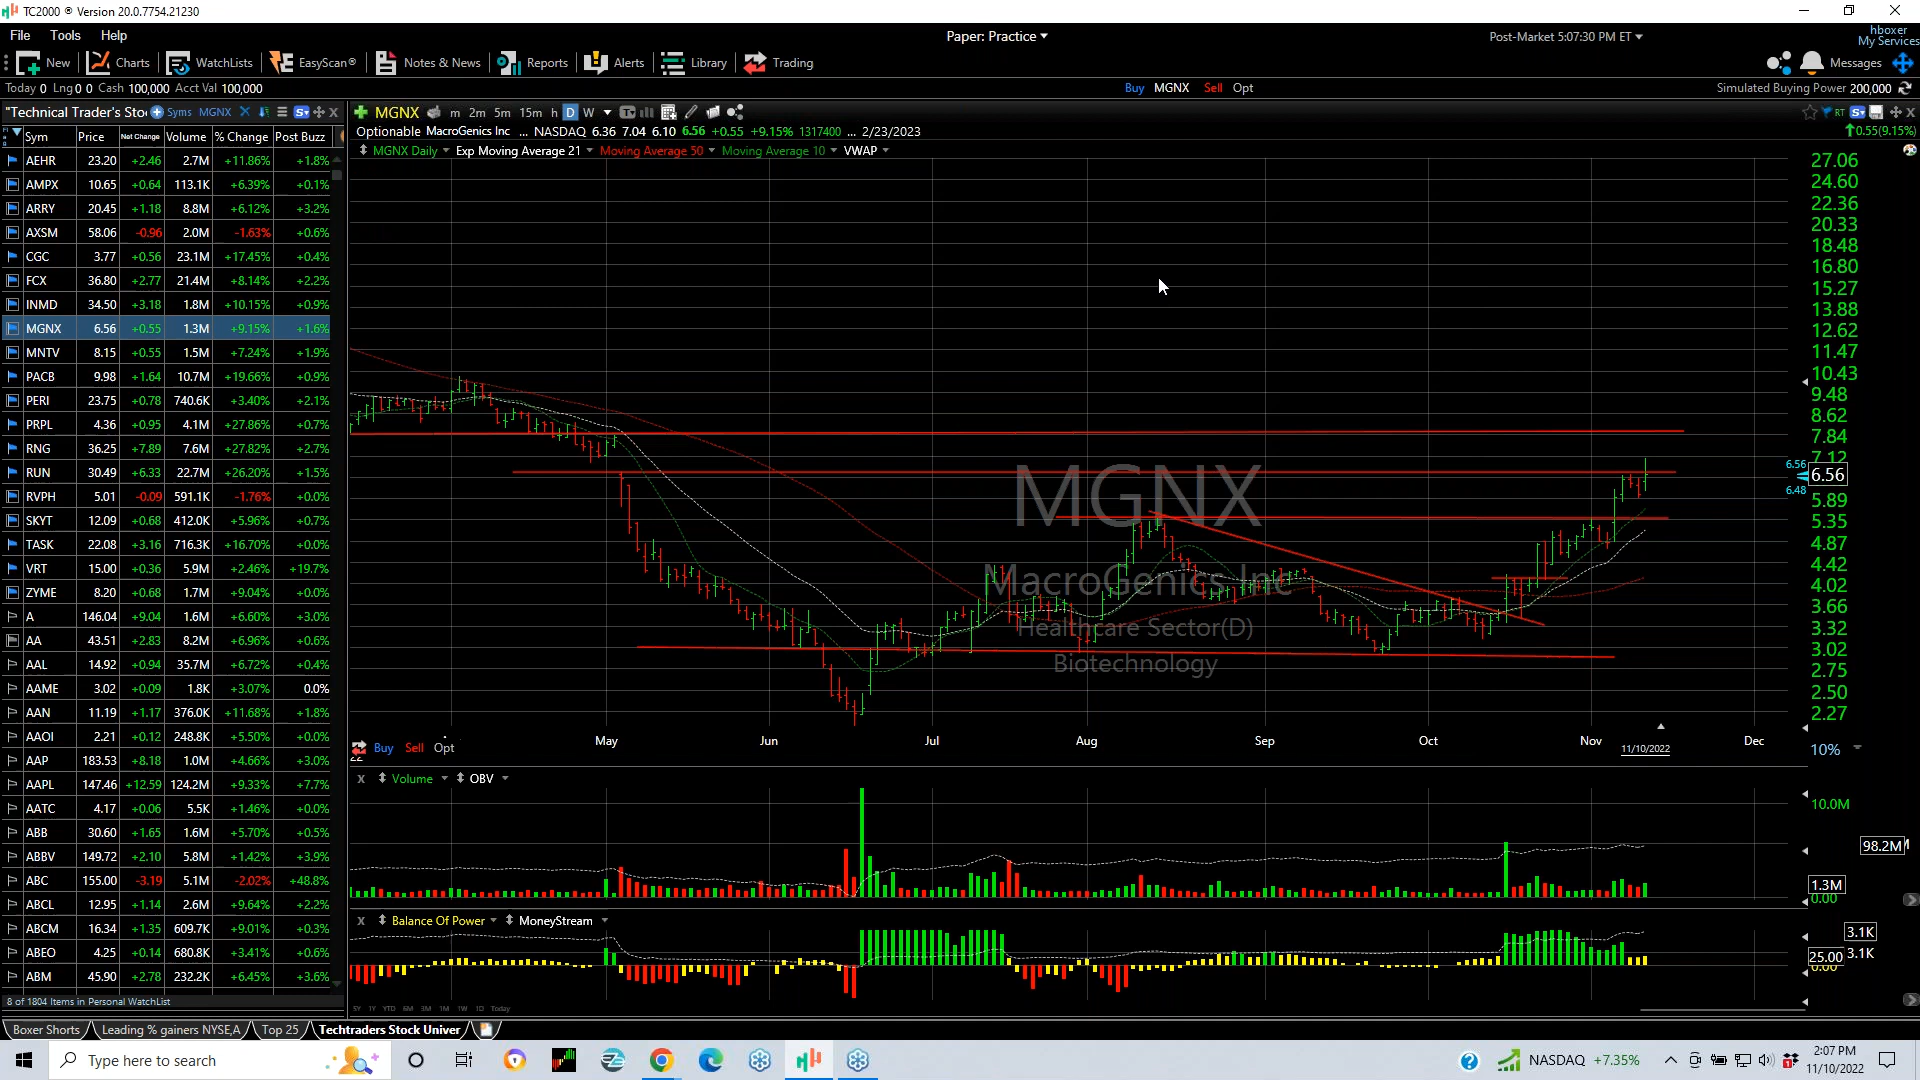 TC2000 ® Version 20.0.7754.21230
File Tools Help
Paper: Practice
Post-Market 5:07:30 PM ET
hboxer
My Services
New Charts WatchLists EasyScan® Notes & News Reports Alerts Library Trading
Messages
Today 0 Lng 0 0 Cash 100,000 Acct Val 100,000
Buy MGNX Sell Opt
Simulated Buying Power 200,000
"Technical Trader's Stoc Syms MGNX
MGNX m 2m 5m 15m h D W
Optionable MacroGenics Inc ... NASDAQ 6.36 7.04 6.10 6.56 +0.55 +9.15% 1317400 ... 2/23/2023
RT
0.55(9.15%)
MGNX Daily Exp Moving Average 21 Moving Average 50 Moving Average 10 VWAP
Sym Price Net Change Volume % Change Post Buzz
AEHR 23.20 +2.46 2.7M +11.86% +1.8%
AMPX 10.65 +0.64 113.1K +6.39% +0.1%
ARRY 20.45 +1.18 8.8M +6.12% +3.2%
AXSM 58.06 -0.96 2.0M -1.63% +0.6%
CGC 3.77 +0.56 23.1M +17.45% +0.4%
FCX 36.80 +2.77 21.4M +8.14% +2.2%
INMD 34.50 +3.18 1.8M +10.15% +0.9%
MGNX 6.56 +0.55 1.3M +9.15% +1.6%
MNTV 8.15 +0.55 1.5M +7.24% +1.9%
PACB 9.98 +1.64 10.7M +19.66% +0.9%
PERI 23.75 +0.78 740.6K +3.40% +2.1%
PRPL 4.36 +0.95 4.1M +27.86% +0.7%
RNG 36.25 +7.89 7.6M +27.82% +2.7%
RUN 30.49 +6.33 22.7M +26.20% +1.5%
RVPH 5.01 -0.09 591.1K -1.76% +0.0%
SKYT 12.09 +0.68 412.0K +5.96% +0.7%
TASK 22.08 +3.16 716.3K +16.70% +0.0%
VRT 15.00 +0.36 5.9M +2.46% +19.7%
ZYME 8.20 +0.68 1.7M +9.04% +0.0%
A 146.04 +9.04 1.6M +6.60% +3.0%
AA 43.51 +2.83 8.2M +6.96% +0.6%
AAL 14.92 +0.94 35.7M +6.72% +0.4%
AAME 3.02 +0.09 1.8K +3.07% 0.0%
AAN 11.19 +1.17 376.0K +11.68% +1.8%
AAOI 2.21 +0.12 248.8K +5.50% +0.0%
AAP 183.53 +8.18 1.0M +4.66% +3.0%
AAPL 147.46 +12.59 124.2M +9.33% +7.7%
AATC 4.17 +0.06 5.5K +1.46% +0.0%
ABB 30.60 +1.65 1.6M +5.70% +0.5%
ABBV 149.72 +2.10 5.8M +1.42% +3.9%
ABC 155.00 -3.19 5.1M -2.02% +48.8%
ABCL 12.95 +1.14 2.6M +9.64% +2.2%
ABCM 16.34 +1.35 609.7K +9.01% +0.3%
ABEO 4.25 +0.14 680.8K +3.41% +0.6%
ABM 45.90 +2.78 232.2K +6.45% +3.6%
8 of 1804 Items in Personal WatchList
27.06
24.60
22.36
20.33
18.48
16.80
15.27
13.88
12.62
11.47
10.43
9.48
8.62
7.84
7.12
6.56 6.56
6.48
5.89
5.35
4.87
4.42
4.02
3.66
3.32
3.02
2.75
2.50
2.27
MGNX
MacroGenics Inc
Healthcare Sector(D)
Biotechnology
May Jun Jul Aug Sep Oct Nov Dec
11/10/2022
10%
Buy Sell Opt
22
x Volume OBV
10.0M
98.2M
1.3M
0.00
x Balance Of Power MoneyStream
3.1K
25.00 3.1K
0.00
5Y 1Y YTD 6M 3M 1M 1W 1D Today
Boxer Shorts Leading % gainers NYSE,A Top 25 Techtraders Stock Univer
Type here to search
NASDAQ +7.35%
2:07 PM
11/10/2022